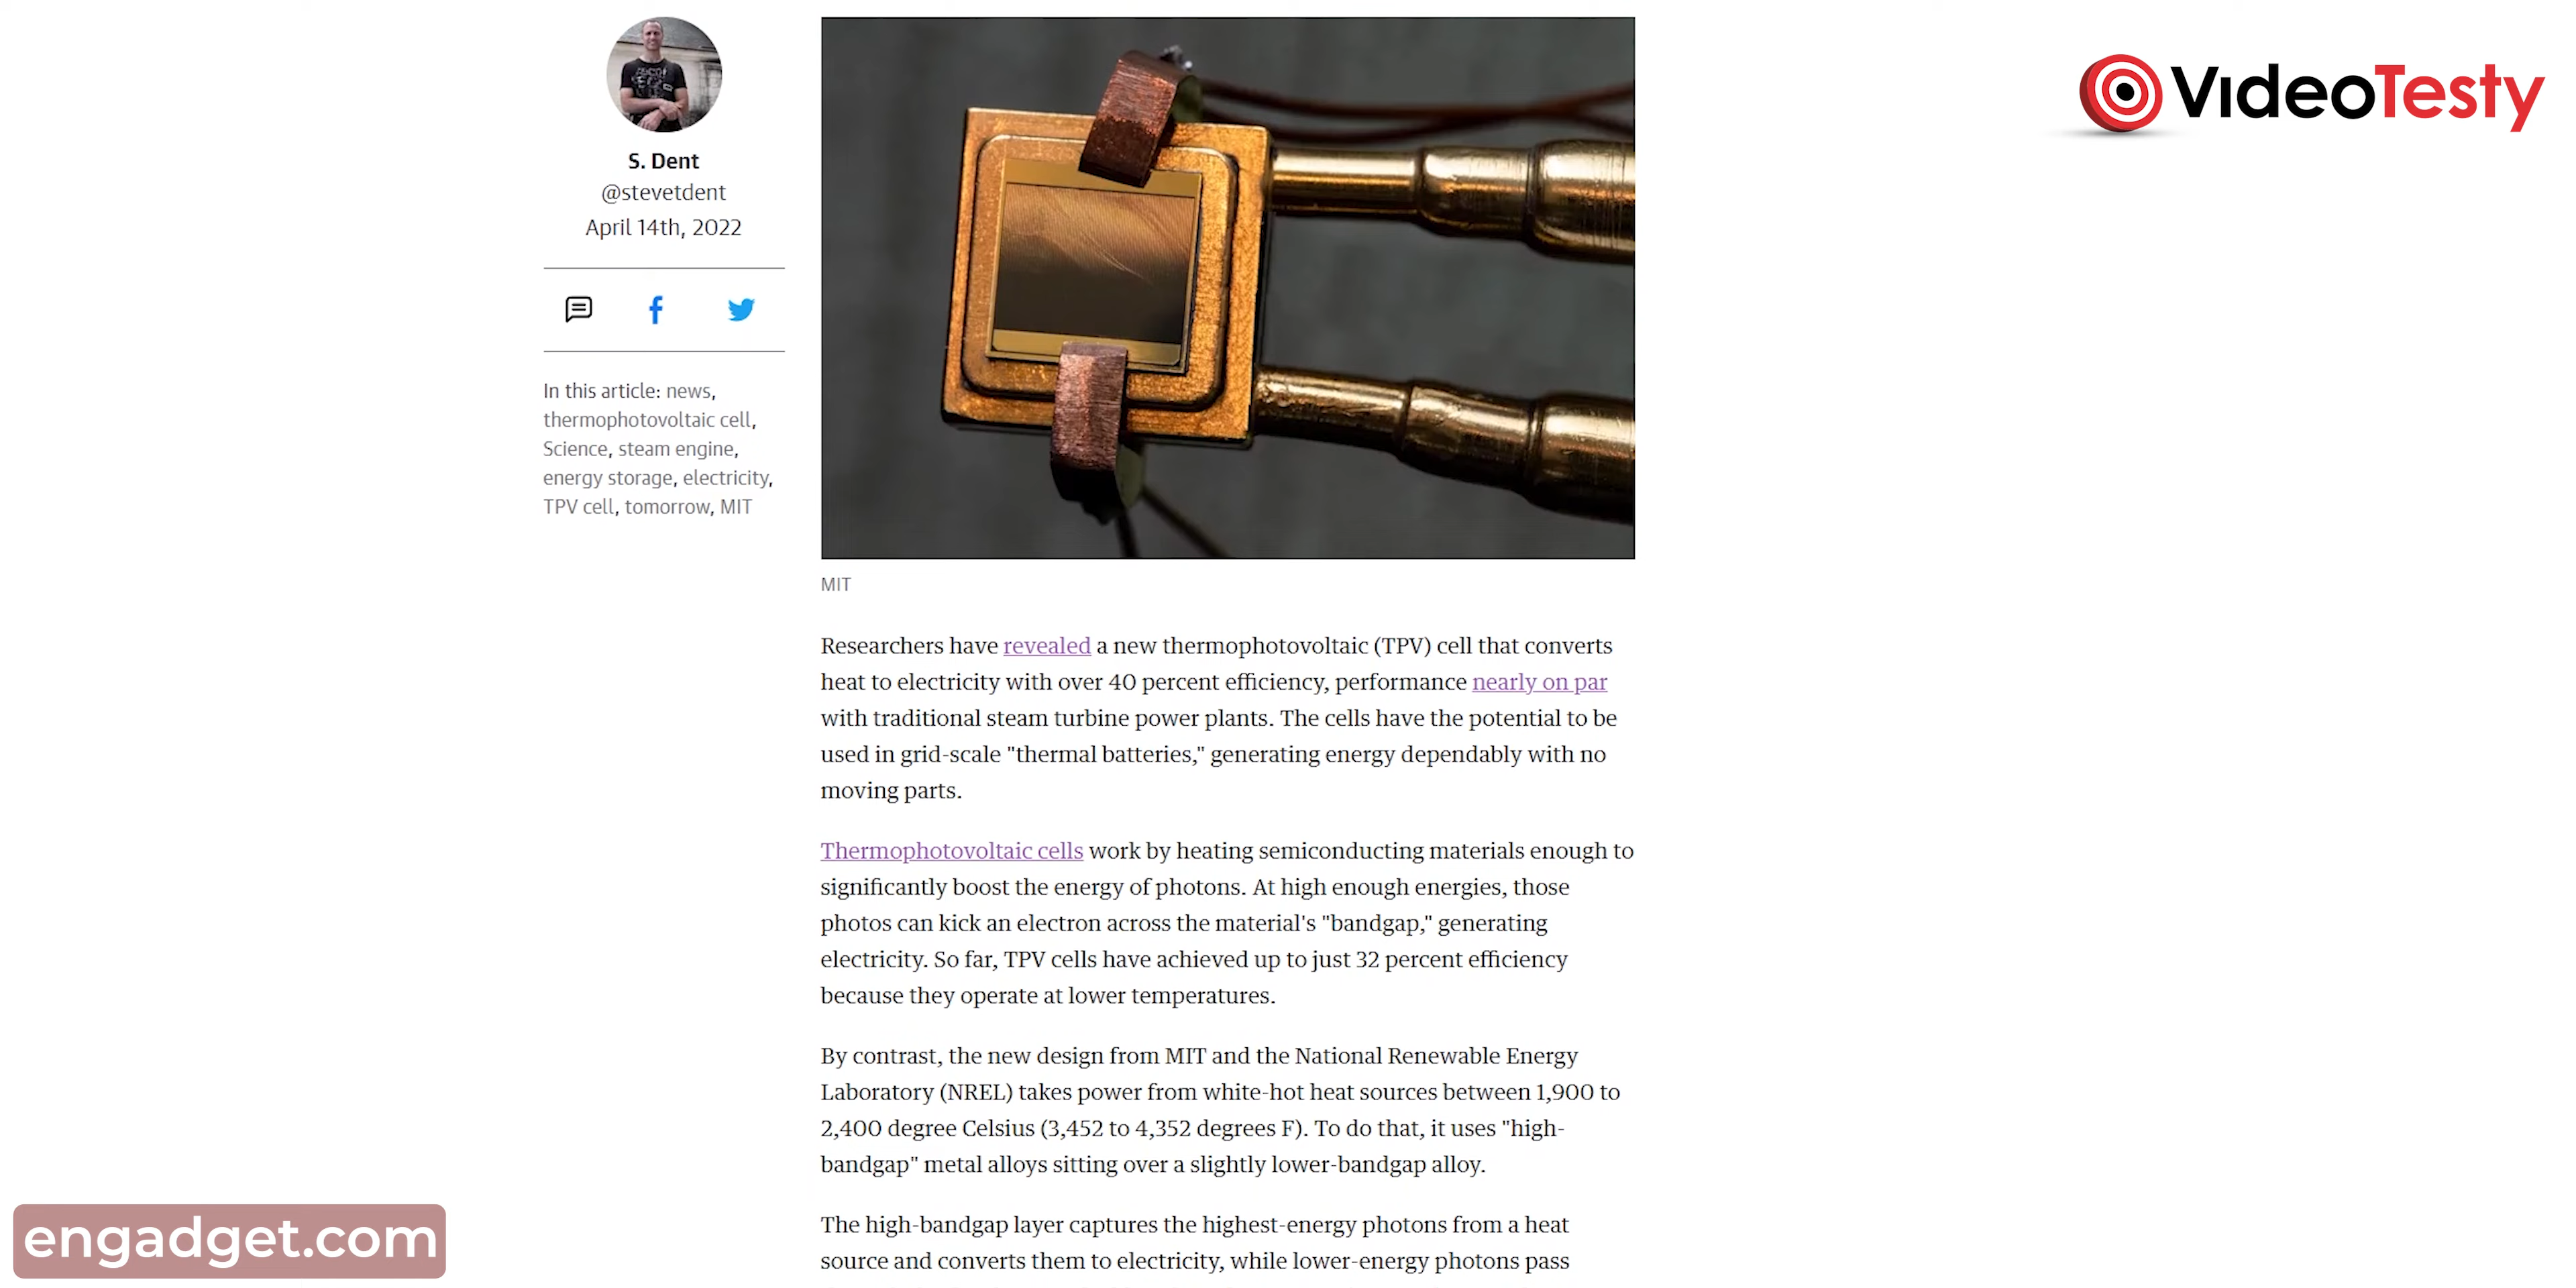 VideoTesty
S. Dent
@stevetdent
April 14th, 2022
In this article: news,
thermophotovoltaic cell,
Science, steam engine,
energy storage, electricity,
TPV cell, tomorrow, MIT
MIT
Researchers have revealed a new thermophotovoltaic (TPV) cell that converts
heat to electricity with over 40 percent efficiency, performance nearly on par
with traditional steam turbine power plants. The cells have the potential to be
used in grid-scale "thermal batteries," generating energy dependably with no
moving parts.
Thermophotovoltaic cells work by heating semiconducting materials enough to
significantly boost the energy of photons. At high enough energies, those
photos can kick an electron across the material's "bandgap," generating
electricity. So far, TPV cells have achieved up to just 32 percent efficiency
because they operate at lower temperatures.
By contrast, the new design from MIT and the National Renewable Energy
Laboratory (NREL) takes power from white-hot heat sources between 1,900 to
2,400 degree Celsius (3,452 to 4,352 degrees F). To do that, it uses "high-
bandgap" metal alloys sitting over a slightly lower-bandgap alloy.
The high-bandgap layer captures the highest-energy photons from a heat
source and converts them to electricity, while lower-energy photons pass
engadget.com